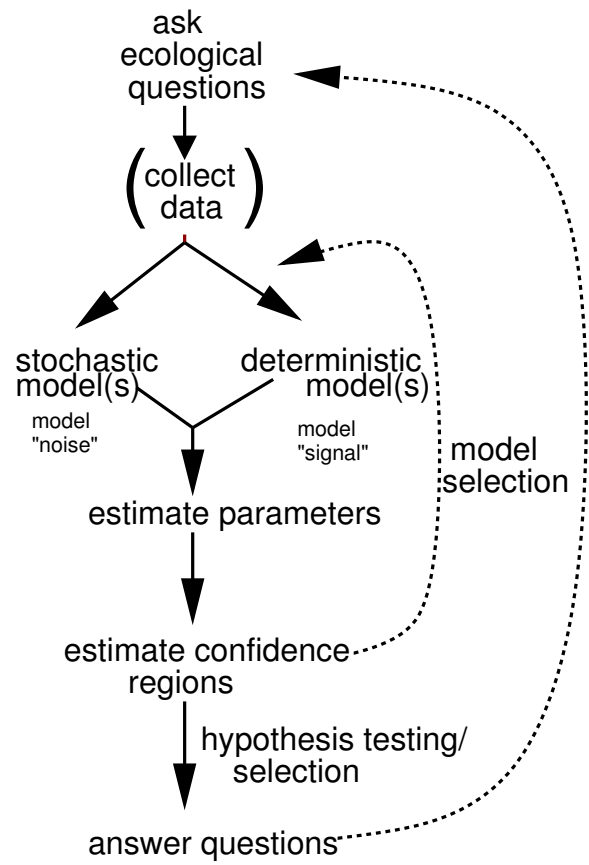 ask
ecological
questions
( collect
data )
stochastic
model(s)
model
"noise"
deterministic
model(s)
model
"signal"
model
selection
estimate parameters
estimate confidence
regions
hypothesis testing/
selection
answer questions